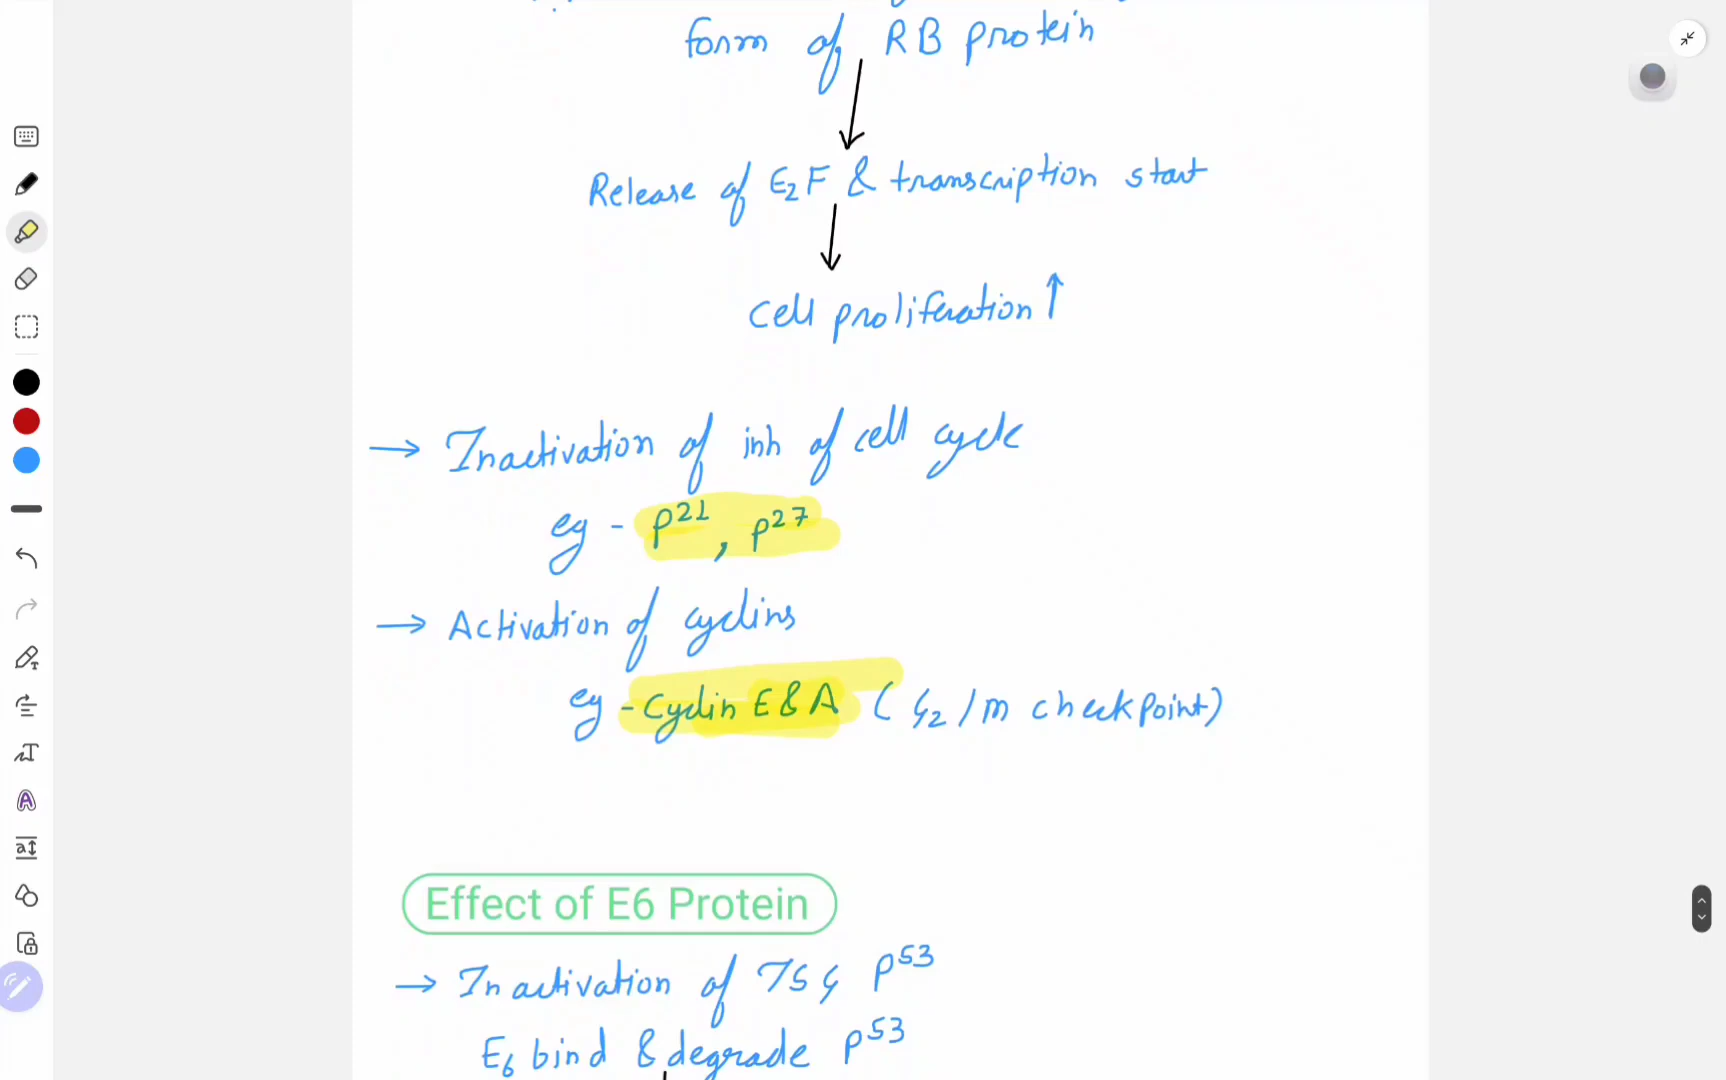 form of RB protein
Release of E₂F & transcription start
Cell proliferation ↑
→ Inactivation of inh of cell cycle
eg - p²¹, p²⁷
→ Activation of cyclins
eg - Cyclin E & A (G₂/M checkpoint)
Effect of E6 Protein
→ Inactivation of TSG p⁵³
E₆ bind & degrade p⁵³